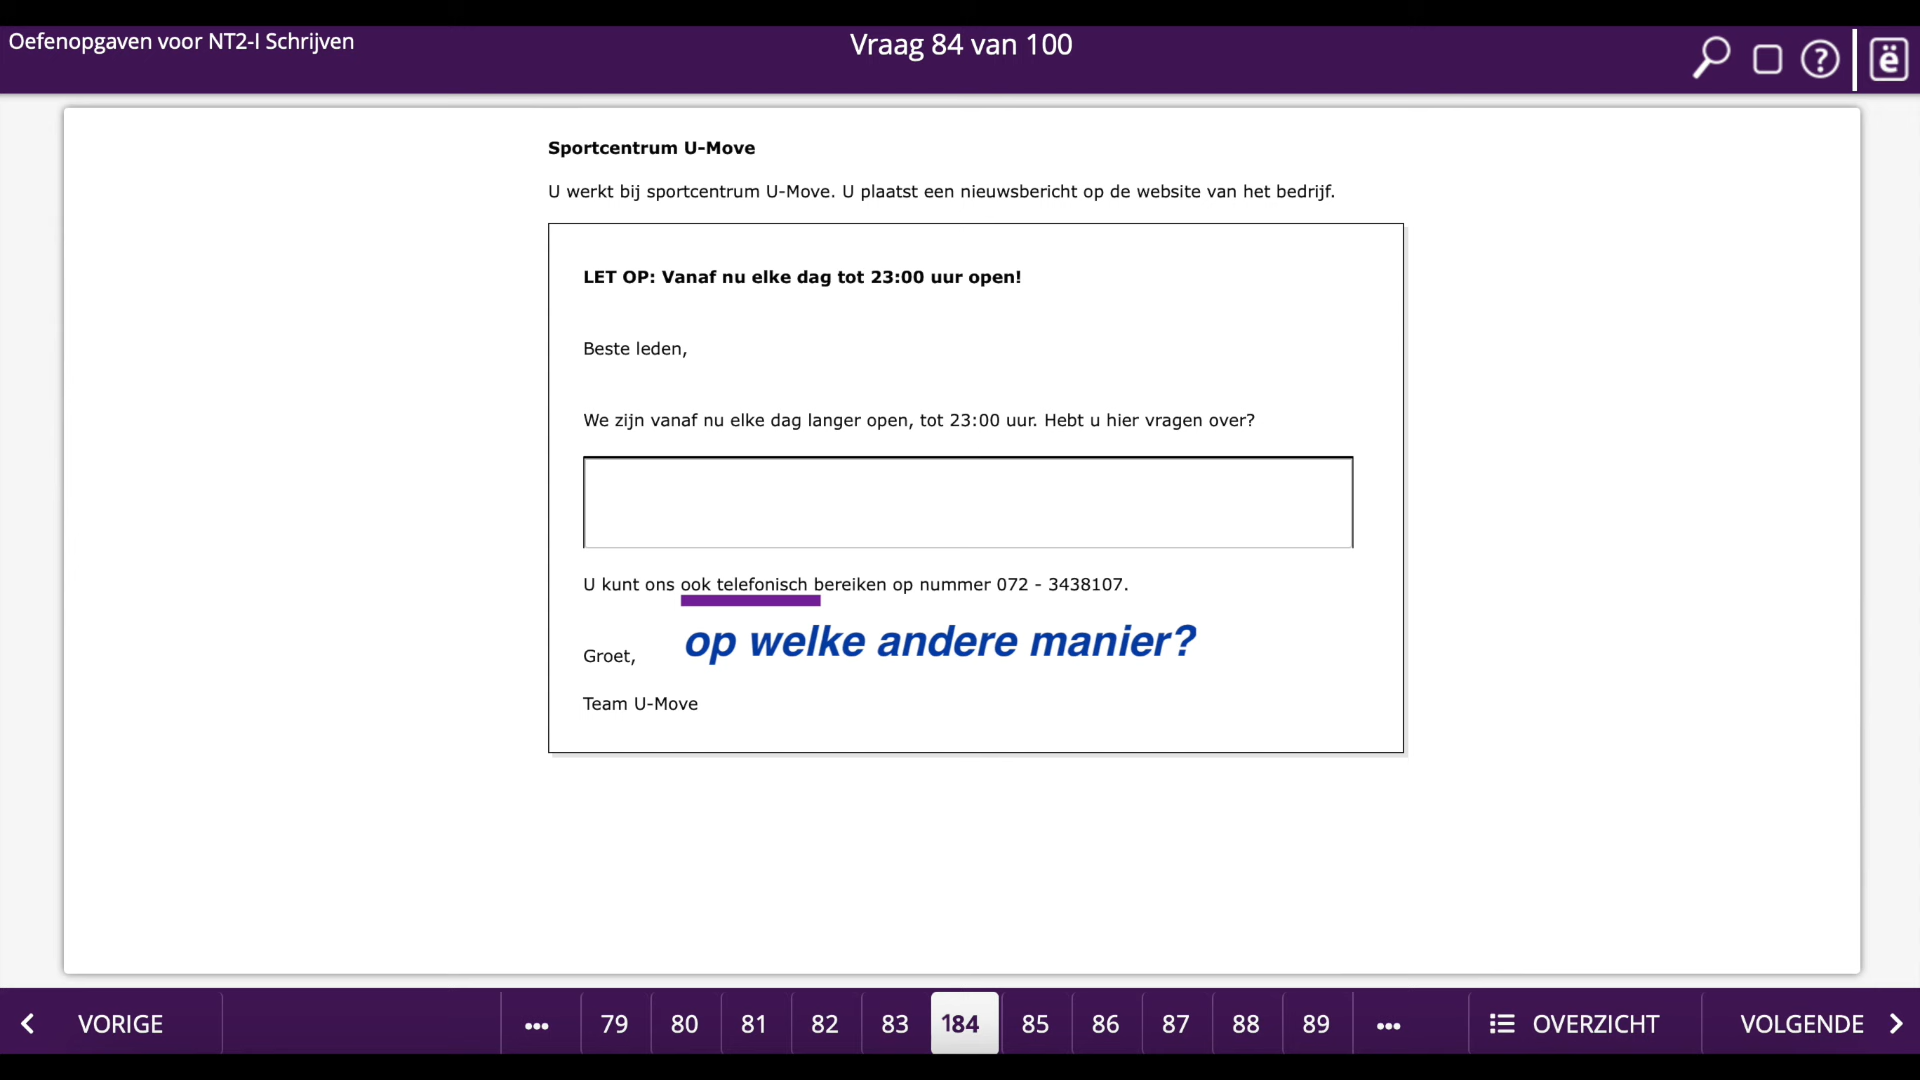 Oefenopgaven voor NT2-I Schrijven
Vraag 84 van 100
Sportcentrum U-Move
U werkt bij sportcentrum U-Move. U plaatst een nieuwsbericht op de website van het bedrijf.
LET OP: Vanaf nu elke dag tot 23:00 uur open!
Beste leden,
We zijn vanaf nu elke dag langer open, tot 23:00 uur. Hebt u hier vragen over?
U kunt ons ook telefonisch bereiken op nummer 072 - 3438107.
op welke andere manier?
Groet,
Team U-Move
VORIGE ... 79 80 81 82 83 184 85 86 87 88 89 ... OVERZICHT VOLGENDE